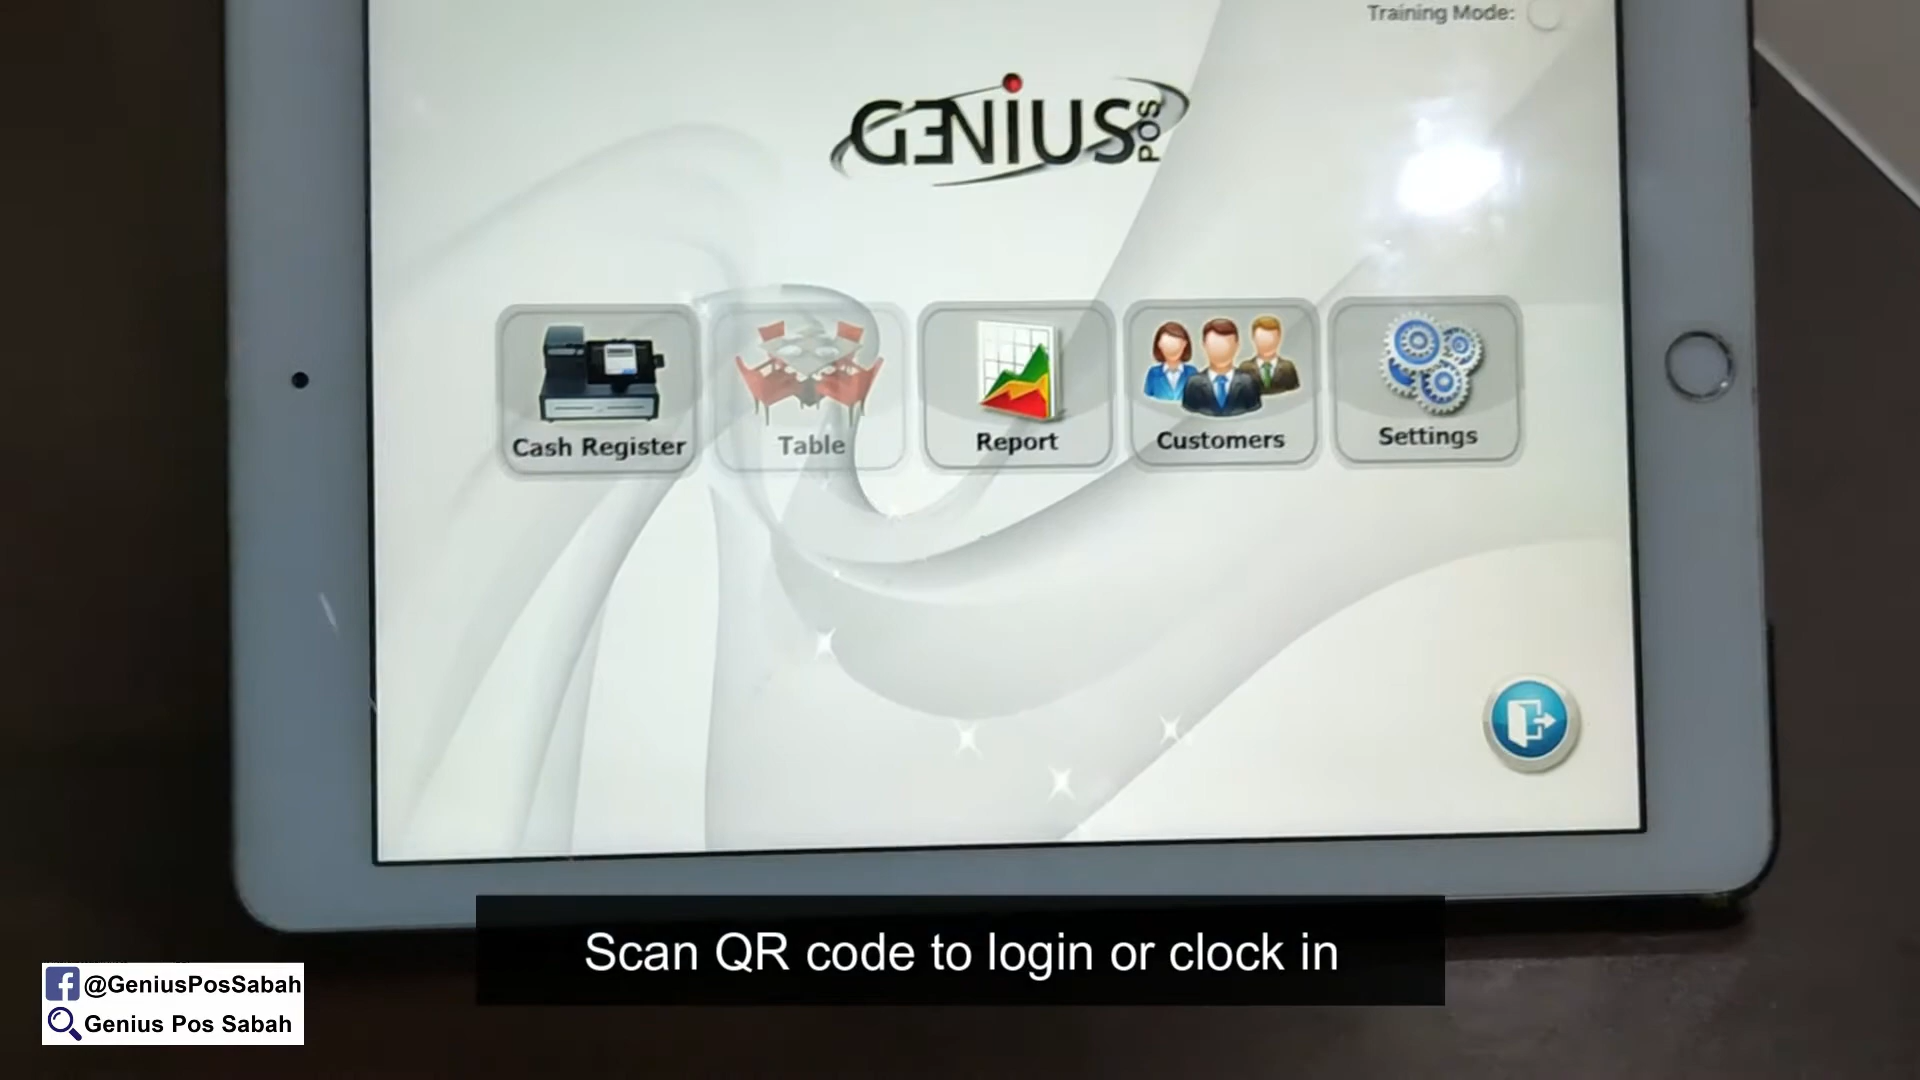 Training Mode:
GENIUS POS
Cash Register
Table
Report
Customers
Settings
Scan QR code to login or clock in
@GeniusPosSabah
Genius Pos Sabah